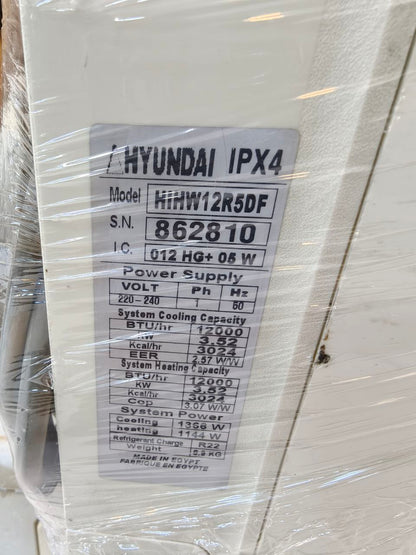 HYUNDAI IPX4
Model HIHW12R5DF
S.N. 862810
I.C. 012 HG+ 05 W
Power Supply
VOLT Ph Hz
220-240 1 50
System Cooling Capacity
BTU/hr 12000
KW 3.52
Kcal/hr 3024
EER 2.57 W/W
System Heating Capacity
BTU/hr 12000
KW 3.52
Kcal/hr 3024
Cop 3.07 W/W
System Power
Cooling 1366 W
heating 1144 W
Refrigerant Charge R22
Weight KG
MADE IN EGYPT
FABRIQUE EN EGYPTE